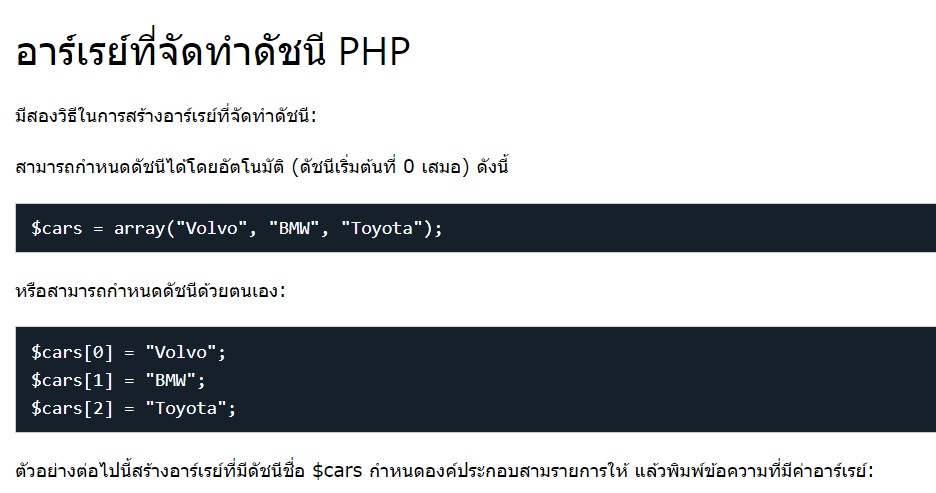 อาร์เรย์ที่จัดทำดัชนี PHP
มีสองวิธีในการสร้างอาร์เรย์ที่จัดทำดัชนี:
สามารถกำหนดดัชนีได้โดยอัตโนมัติ (ดัชนีเริ่มต้นที่ 0 เสมอ) ดังนี้
$cars = array("Volvo", "BMW", "Toyota");
หรือสามารถกำหนดดัชนีด้วยตนเอง:
$cars[0] = "Volvo";
$cars[1] = "BMW";
$cars[2] = "Toyota";
ตัวอย่างต่อไปนี้สร้างอาร์เรย์ที่มีดัชนีชื่อ $cars กำหนดองค์ประกอบสามรายการให้ แล้วพิมพ์ข้อความที่มีค่าอาร์เรย์: